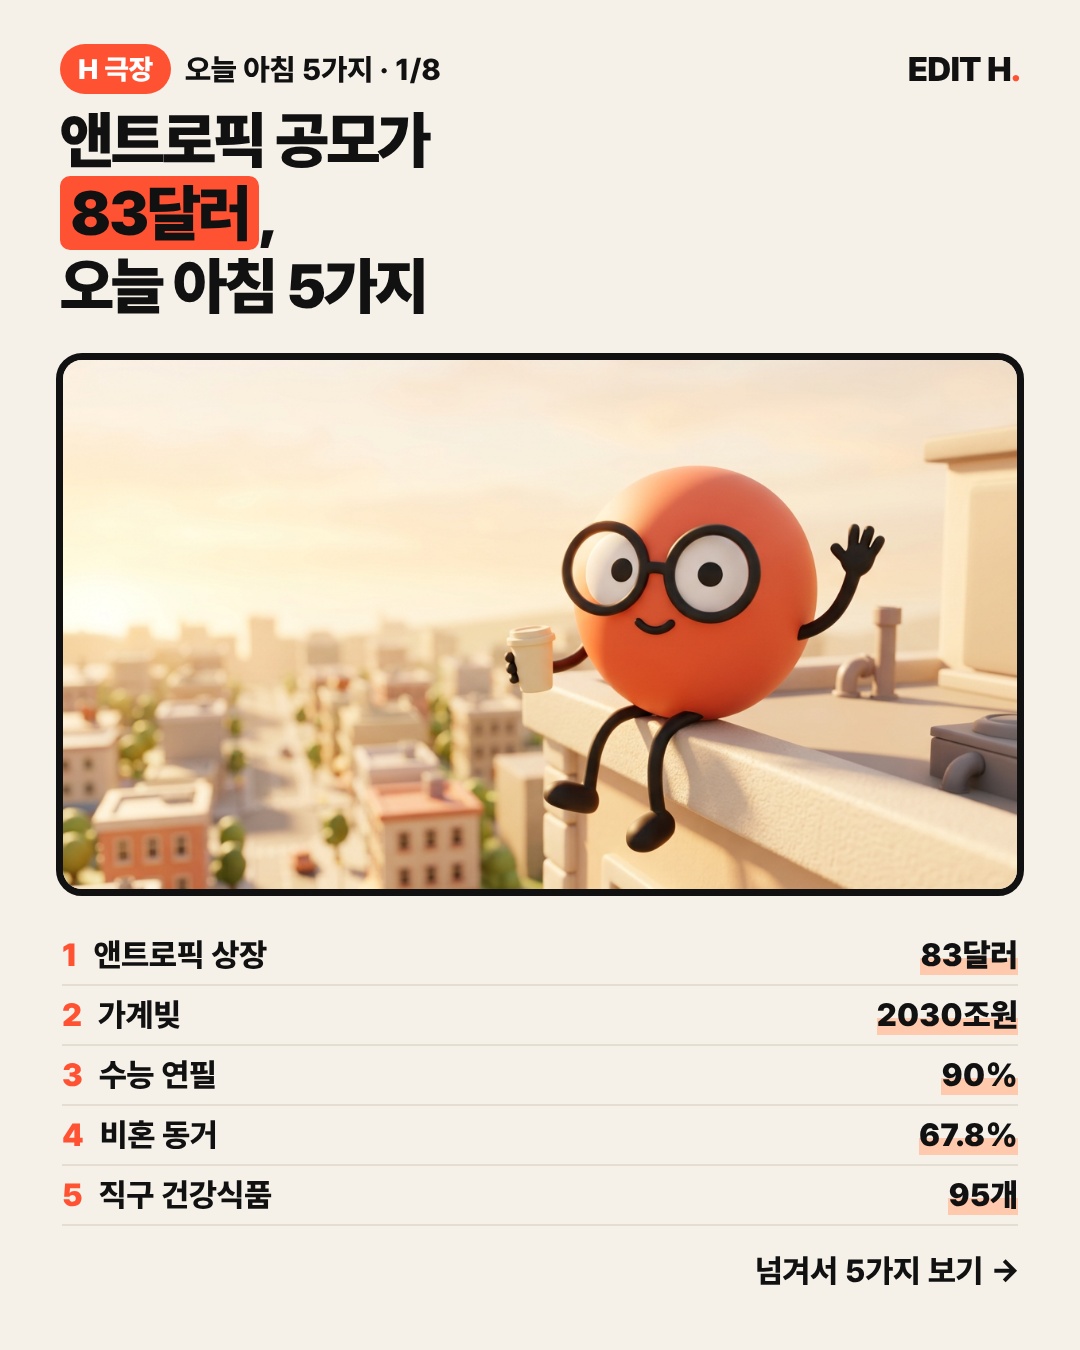 H 극장 오늘 아침 5가지 · 1/8
EDIT H.
앤트로픽 공모가
83달러,
오늘 아침 5가지
1 앤트로픽 상장 83달러
2 가계빚 2030조원
3 수능 연필 90%
4 비혼 동거 67.8%
5 직구 건강식품 95개
넘겨서 5가지 보기 →